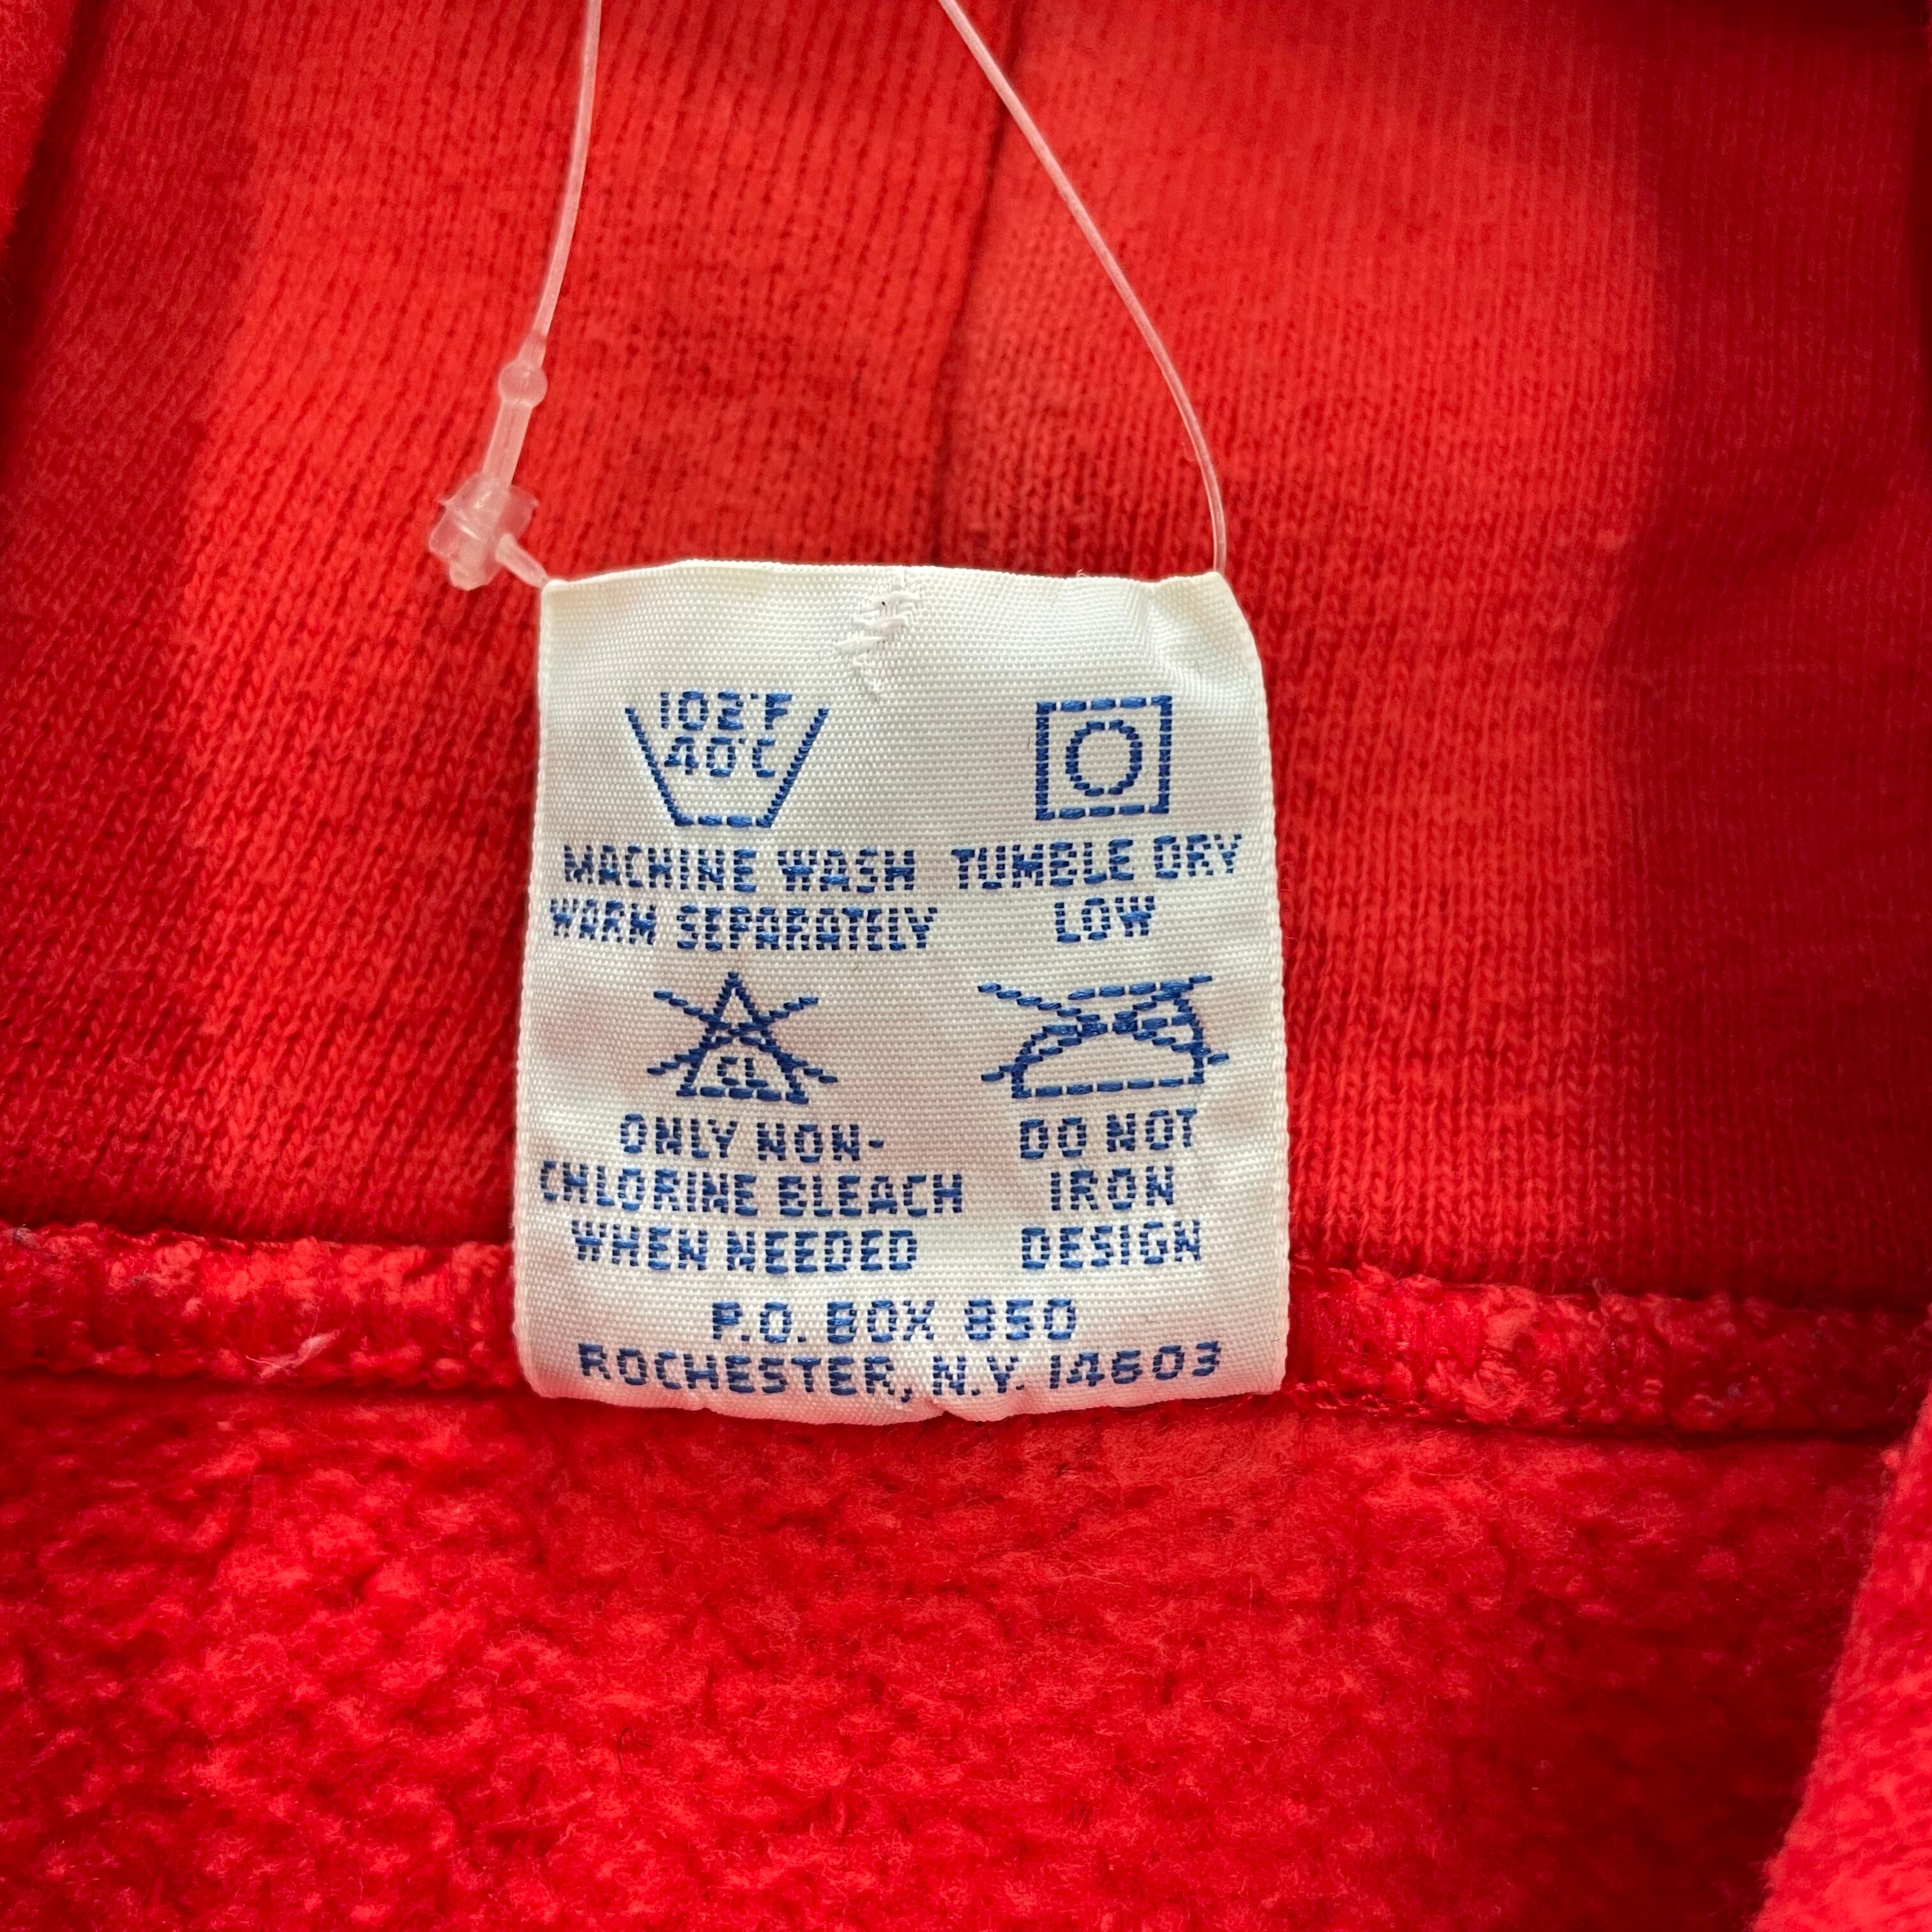 102°F
40°C
MACHINE WASH
WARM SEPARATELY
TUMBLE DRY
LOW
CL
ONLY NON-
CHLORINE BLEACH
WHEN NEEDED
DO NOT
IRON
DESIGN
P.O. BOX 850
ROCHESTER, N.Y. 14603